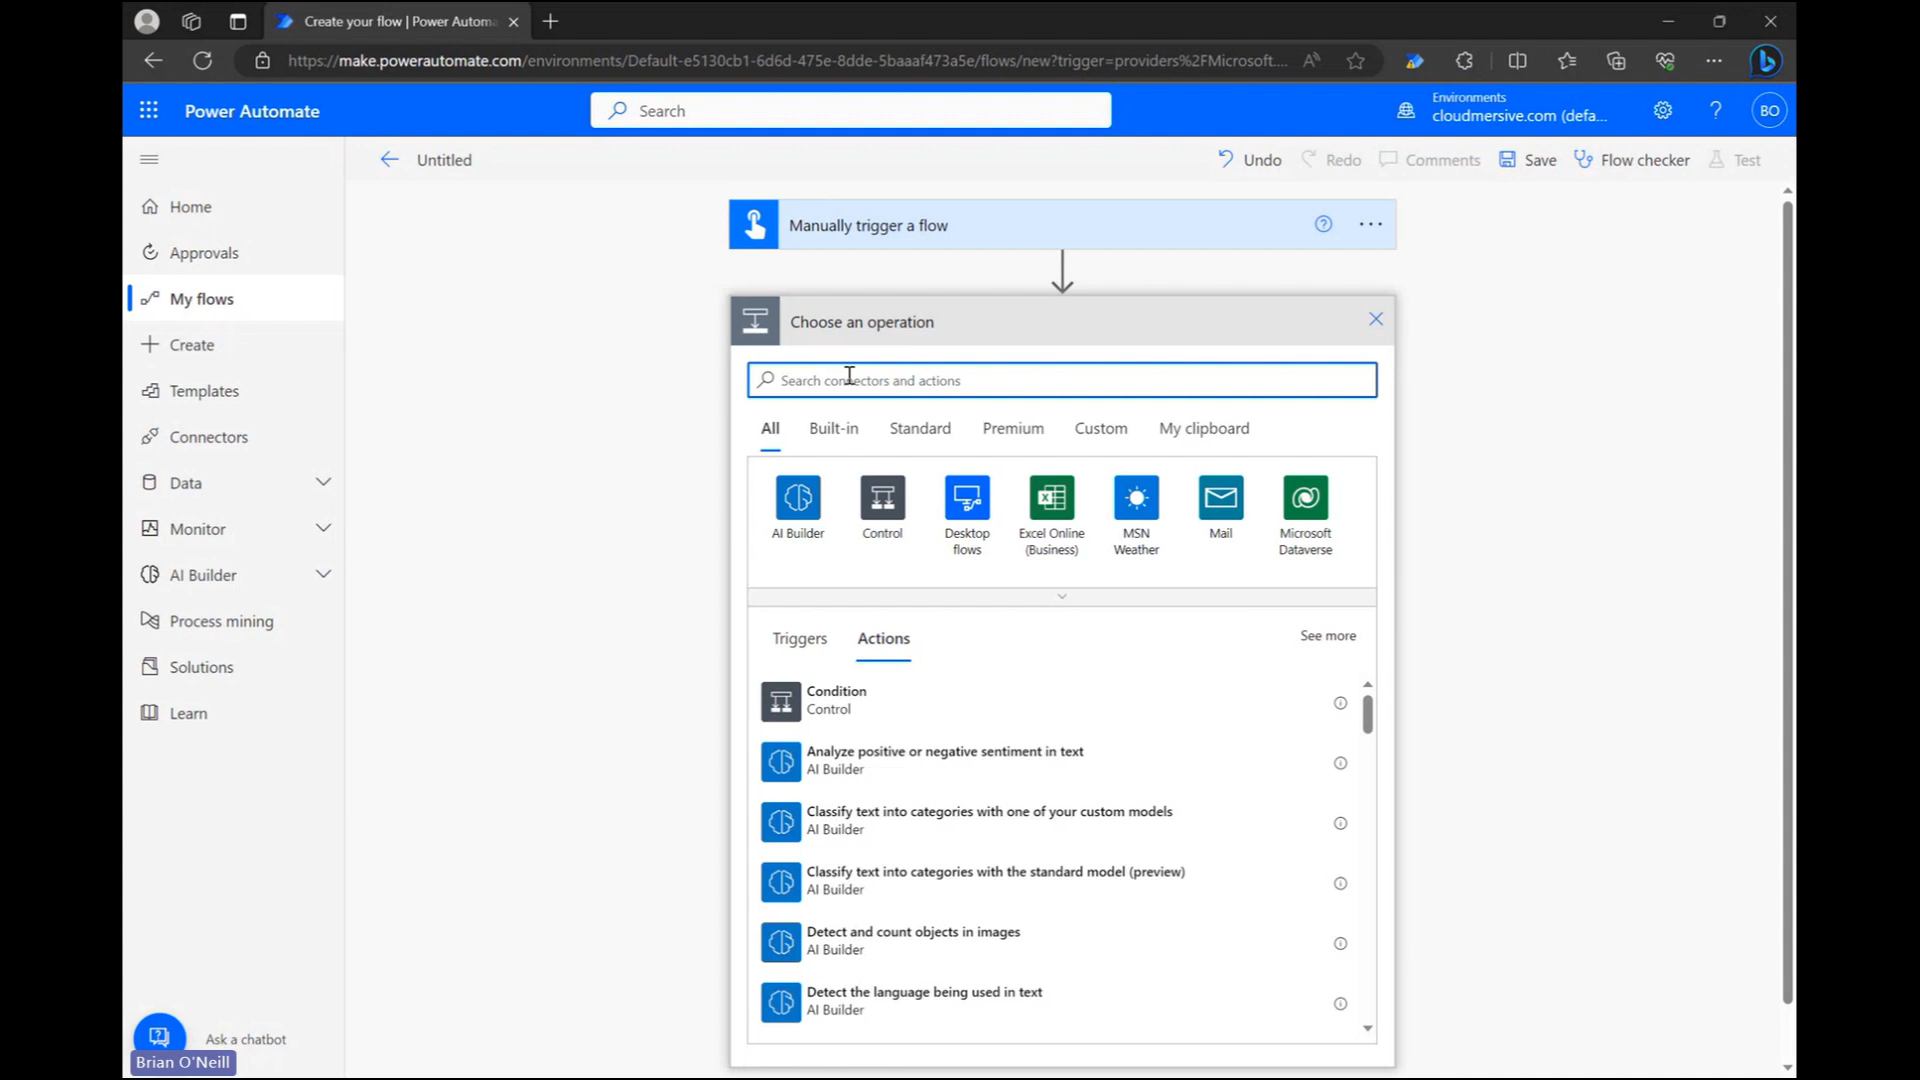 Create your flow | Power Automa
https://make.powerautomate.com/environments/Default-e5130cb1-6d6d-475e-8dde-5baaaf473a5e/flows/new?trigger=providers%2FMicrosoft....
Power Automate
Search
Environments
cloudmersive.com (defa...
BO
Untitled
Undo
Redo
Comments
Save
Flow checker
Test
Home
Approvals
My flows
Create
Templates
Connectors
Data
Monitor
AI Builder
Process mining
Solutions
Learn
Ask a chatbot
Brian O'Neill
Manually trigger a flow
Choose an operation
Search connectors and actions
All
Built-in
Standard
Premium
Custom
My clipboard
AI Builder
Control
Desktop
flows
Excel Online
(Business)
MSN
Weather
Mail
Microsoft
Dataverse
Triggers
Actions
See more
Condition
Control
Analyze positive or negative sentiment in text
AI Builder
Classify text into categories with one of your custom models
AI Builder
Classify text into categories with the standard model (preview)
AI Builder
Detect and count objects in images
AI Builder
Detect the language being used in text
AI Builder